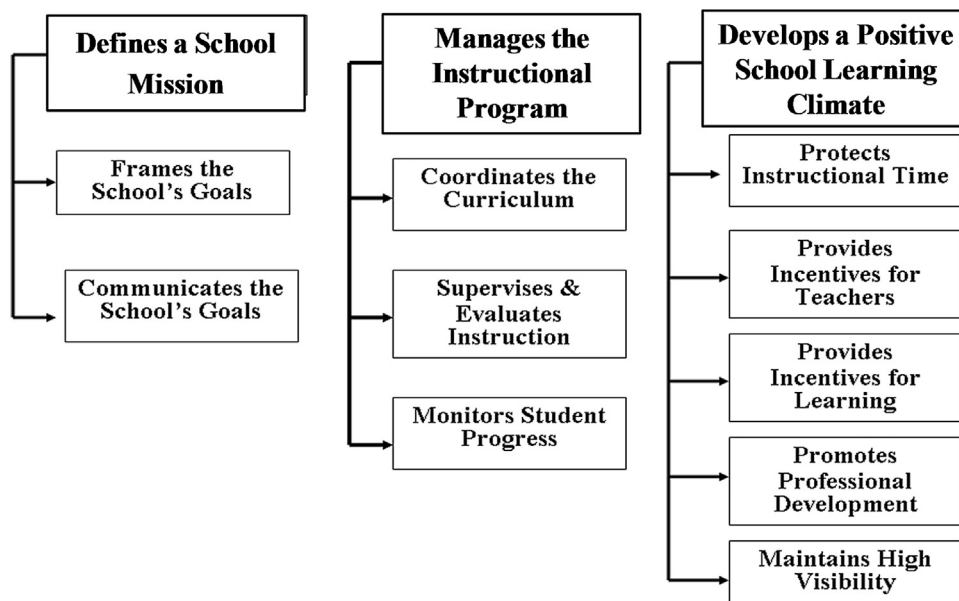 Defines a School
Mission
Frames the
School's Goals
Communicates the
School's Goals
Manages the
Instructional
Program
Coordinates the
Curriculum
Supervises &
Evaluates
Instruction
Monitors Student
Progress
Develops a Positive
School Learning
Climate
Protects
Instructional Time
Provides
Incentives for
Teachers
Provides
Incentives for
Learning
Promotes
Professional
Development
Maintains High
Visibility